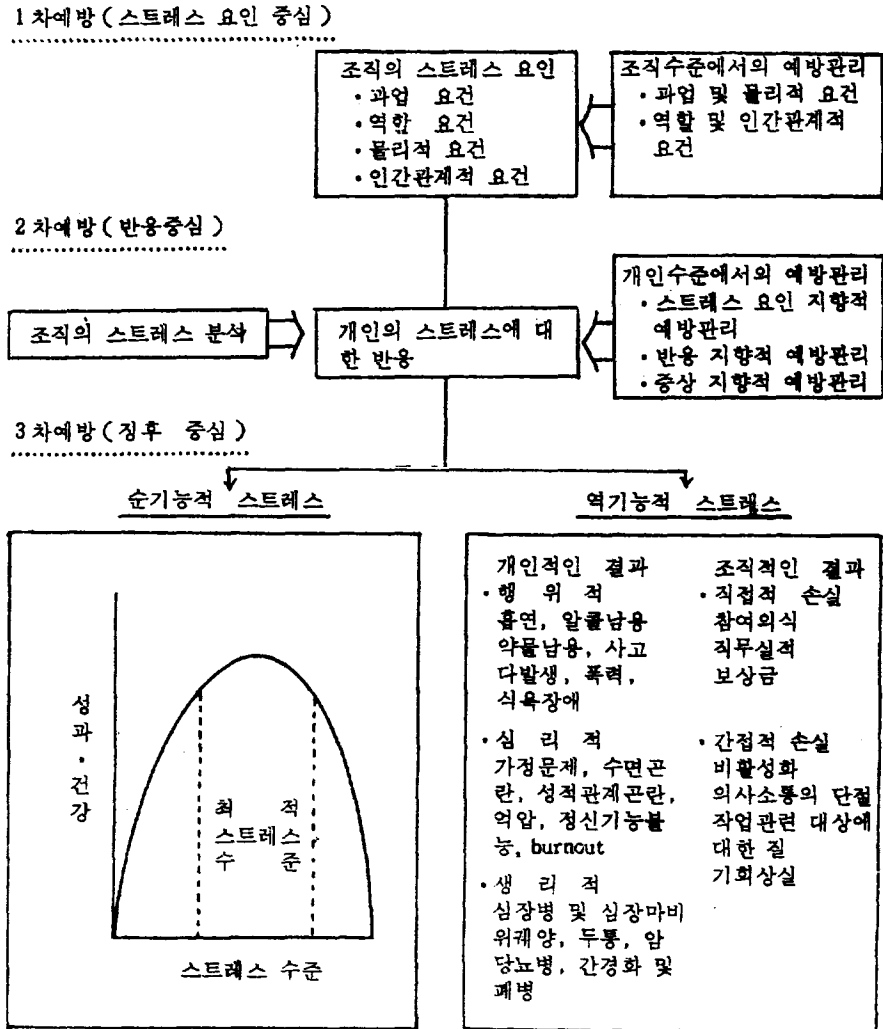 1차예방(스트레스 요인 중심)
조직의 스트레스 요인
・과업 요건
・역할 요건
・물리적 요건
・인간관계적 요건
조직수준에서의 예방관리
・과업 및 물리적 요건
・역할 및 인간관계적
요건
2차예방(반응중심)
조직의 스트레스 분석
개인의 스트레스에 대
한 반응
개인수준에서의 예방관리
・스트레스 요인 지향적
예방관리
・반응 지향적 예방관리
・증상 지향적 예방관리
3차예방(징후 중심)
순기능적 스트레스
성과・건강
최 적
스트레스
수 준
스트레스 수준
역기능적 스트레스
개인적인 결과
・행 위 적
흡연, 알콜남용
약물남용, 사고
다발생, 폭력,
식욕장애
・심 리 적
가정문제, 수면곤
란, 성적관계곤란,
억압, 정신기능불
능, burnout
・생 리 적
심장병 및 심장마비
위궤양, 두통, 암
당뇨병, 간경화 및
폐병
조직적인 결과
・직접적 손실
참여의식
직무실적
보상금
・간접적 손실
비활성화
의사소통의 단절
작업관련 대상에
대한 질
기회상실